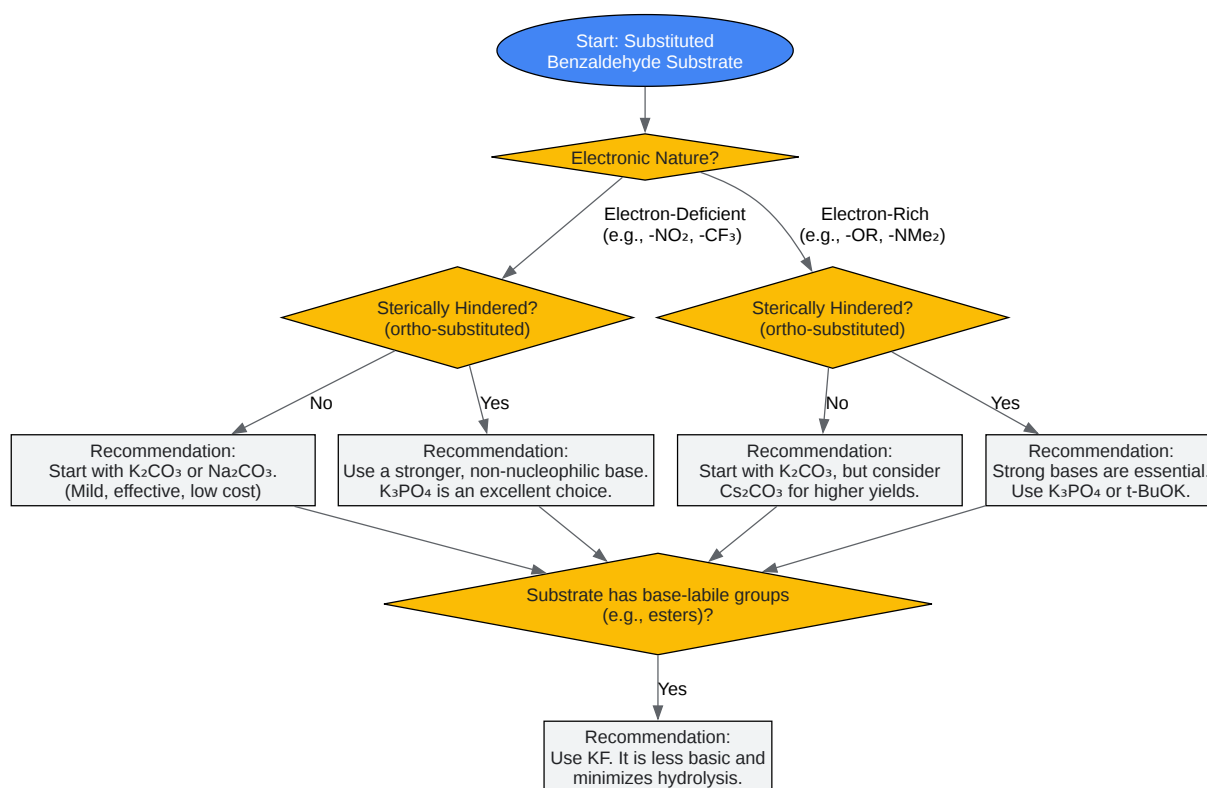 Start: Substituted
Benzaldehyde Substrate
Electronic Nature?
Electron-Deficient
(e.g., -NO₂, -CF₃)
Electron-Rich
(e.g., -OR, -NMe₂)
Sterically Hindered?
(ortho-substituted)
Sterically Hindered?
(ortho-substituted)
No
Yes
No
Yes
Recommendation:
Start with K₂CO₃ or Na₂CO₃.
(Mild, effective, low cost)
Recommendation:
Use a stronger, non-nucleophilic base.
K₃PO₄ is an excellent choice.
Recommendation:
Start with K₂CO₃, but consider
Cs₂CO₃ for higher yields.
Recommendation:
Strong bases are essential.
Use K₃PO₄ or t-BuOK.
Substrate has base-labile groups
(e.g., esters)?
Yes
Recommendation:
Use KF. It is less basic and
minimizes hydrolysis.